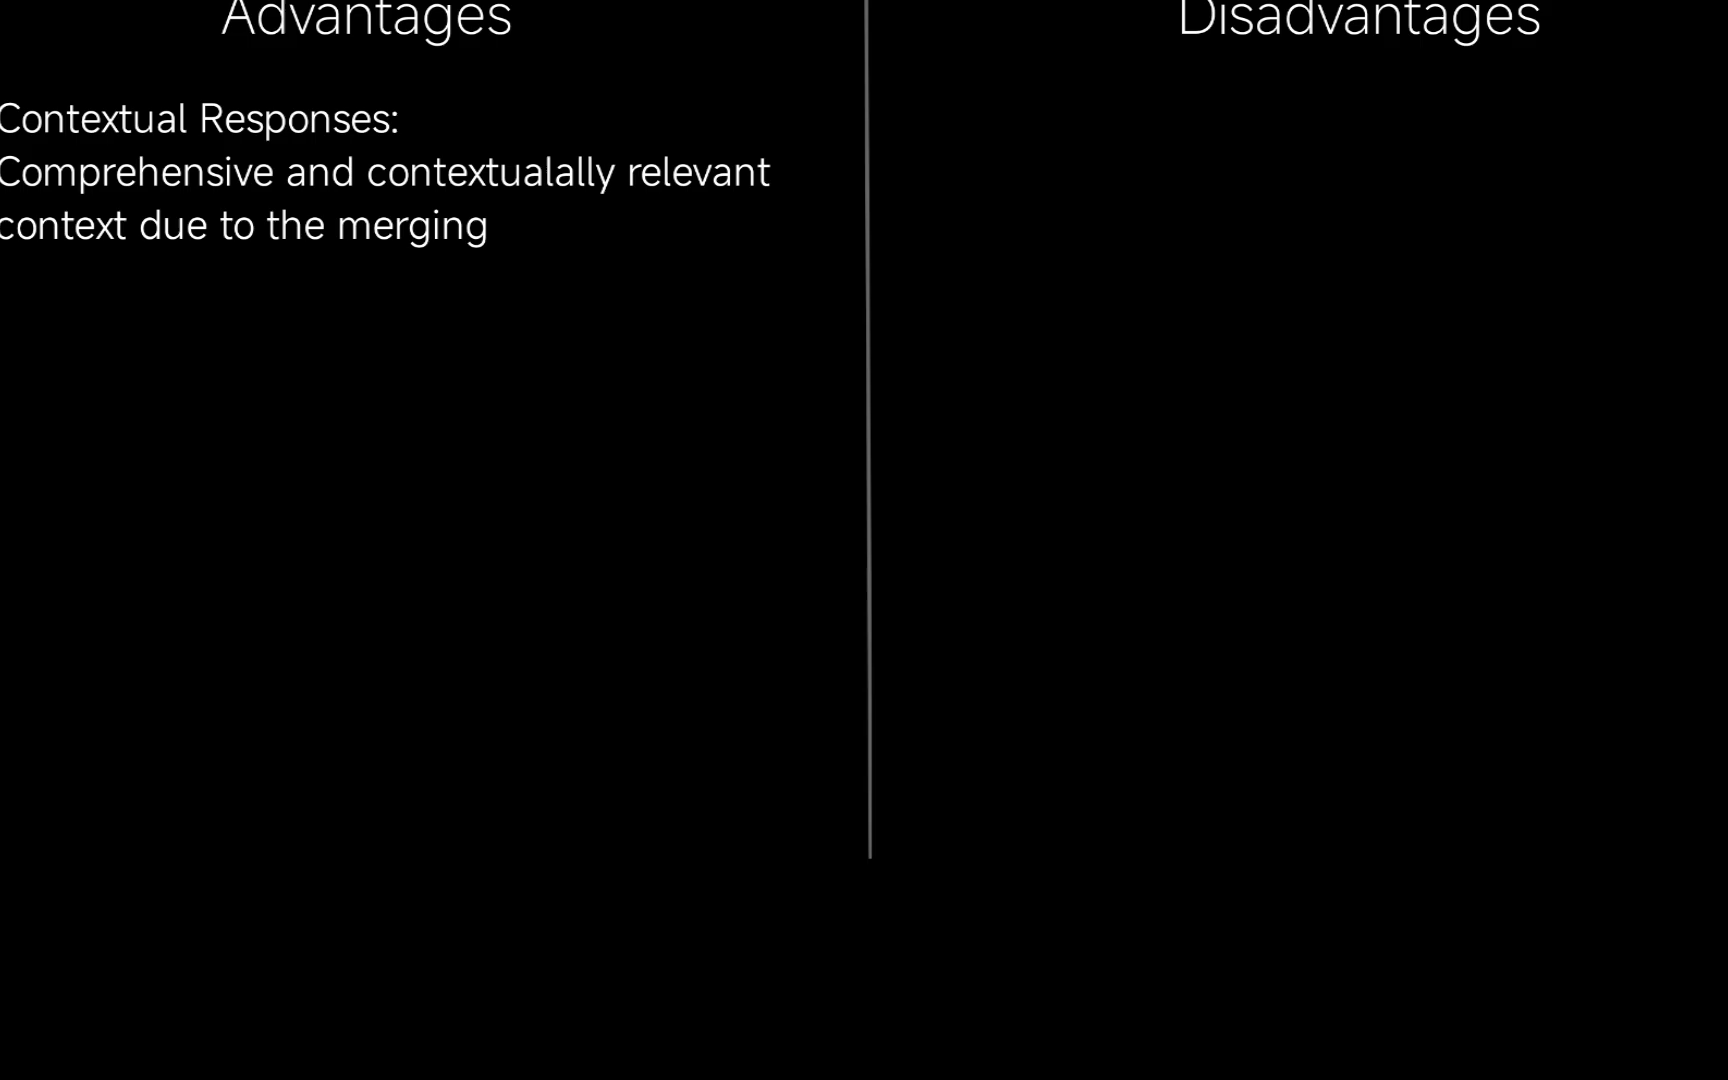 Advantages
Disadvantages
Contextual Responses:
Comprehensive and contextualally relevant
context due to the merging